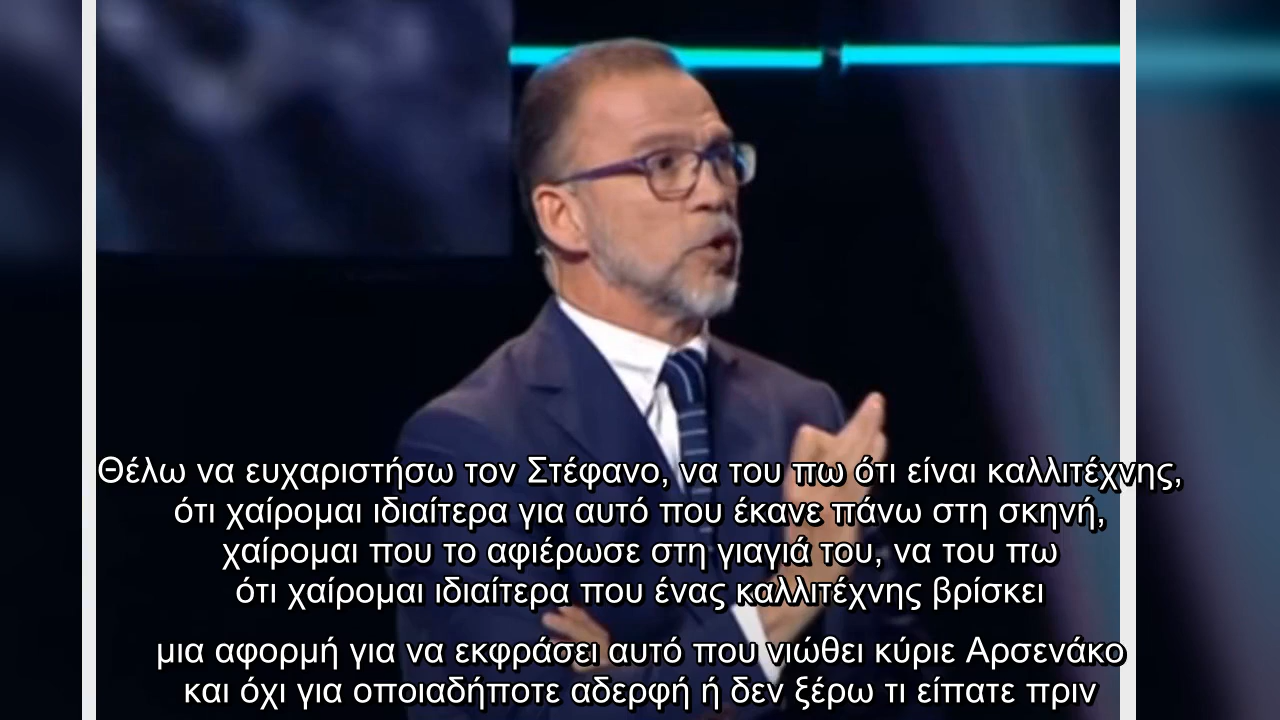 Θέλω να ευχαριστήσω τον Στέφανο, να του πω ότι είναι καλλιτέχνης,
ότι χαίρομαι ιδιαίτερα για αυτό που έκανε πάνω στη σκηνή,
χαίρομαι που το αφιέρωσε στη γιαγιά του, να του πω
ότι χαίρομαι ιδιαίτερα που ένας καλλιτέχνης βρίσκει
μια αφορμή για να εκφράσει αυτό που νιώθει κύριε Αρσενάκο
και όχι για οποιαδήποτε αδερφή ή δεν ξέρω τι είπατε πριν